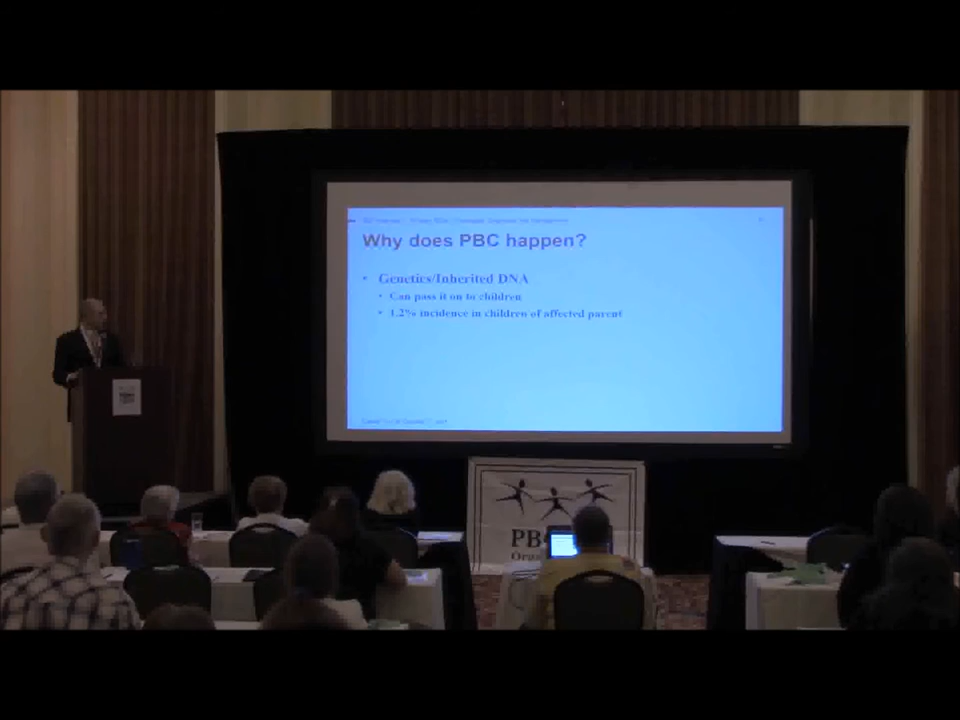 Why does PBC happen?
• Genetics/Inherited DNA
• Can pass it on to children
• 1.2% incidence in children of affected parent